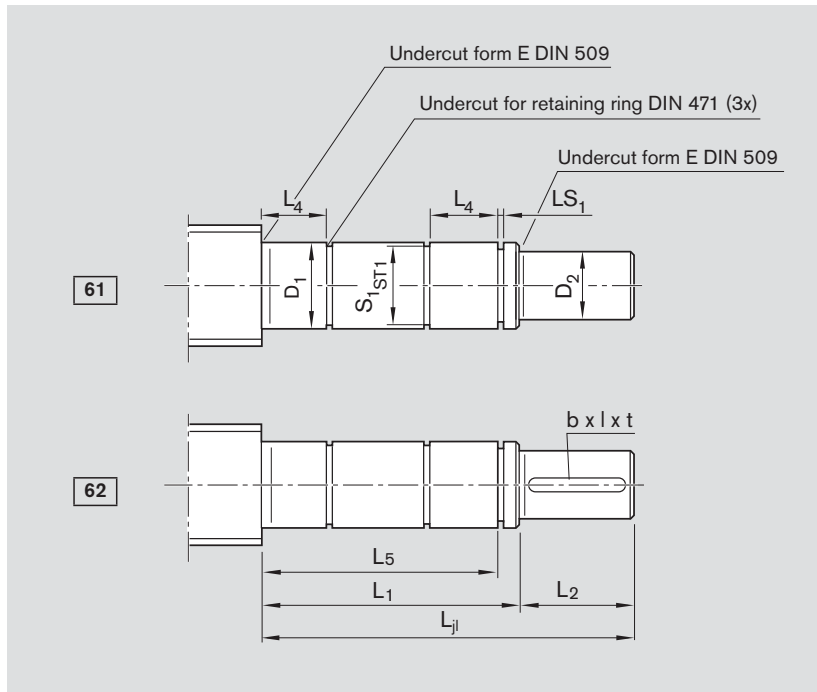 Undercut form E DIN 509
Undercut for retaining ring DIN 471 (3x)
Undercut form E DIN 509
L4 L4 LS1
61 D1 S1ST1 D2
b x l x t
62
L5
L1 L2
Ljl